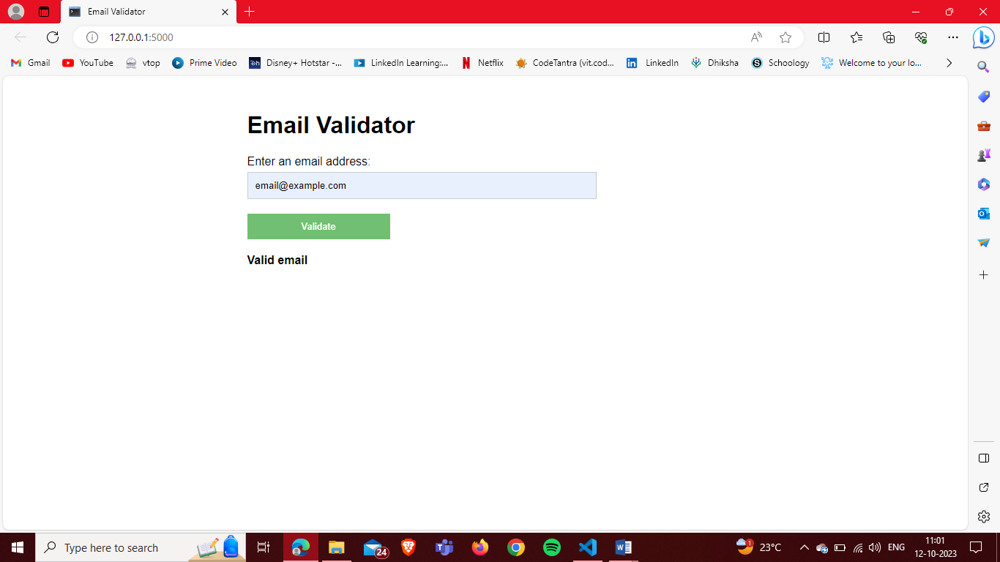 Email Validator
127.0.0.1:5000
Gmail YouTube vtop Prime Video Disney+ Hotstar -... LinkedIn Learning:... Netflix CodeTantra (vit.cod... LinkedIn Dhiksha Schoology Welcome to your lo...
Email Validator
Enter an email address:
email@example.com
Validate
Valid email
Type here to search
24
1
23°C
ENG
11:01
12-10-2023